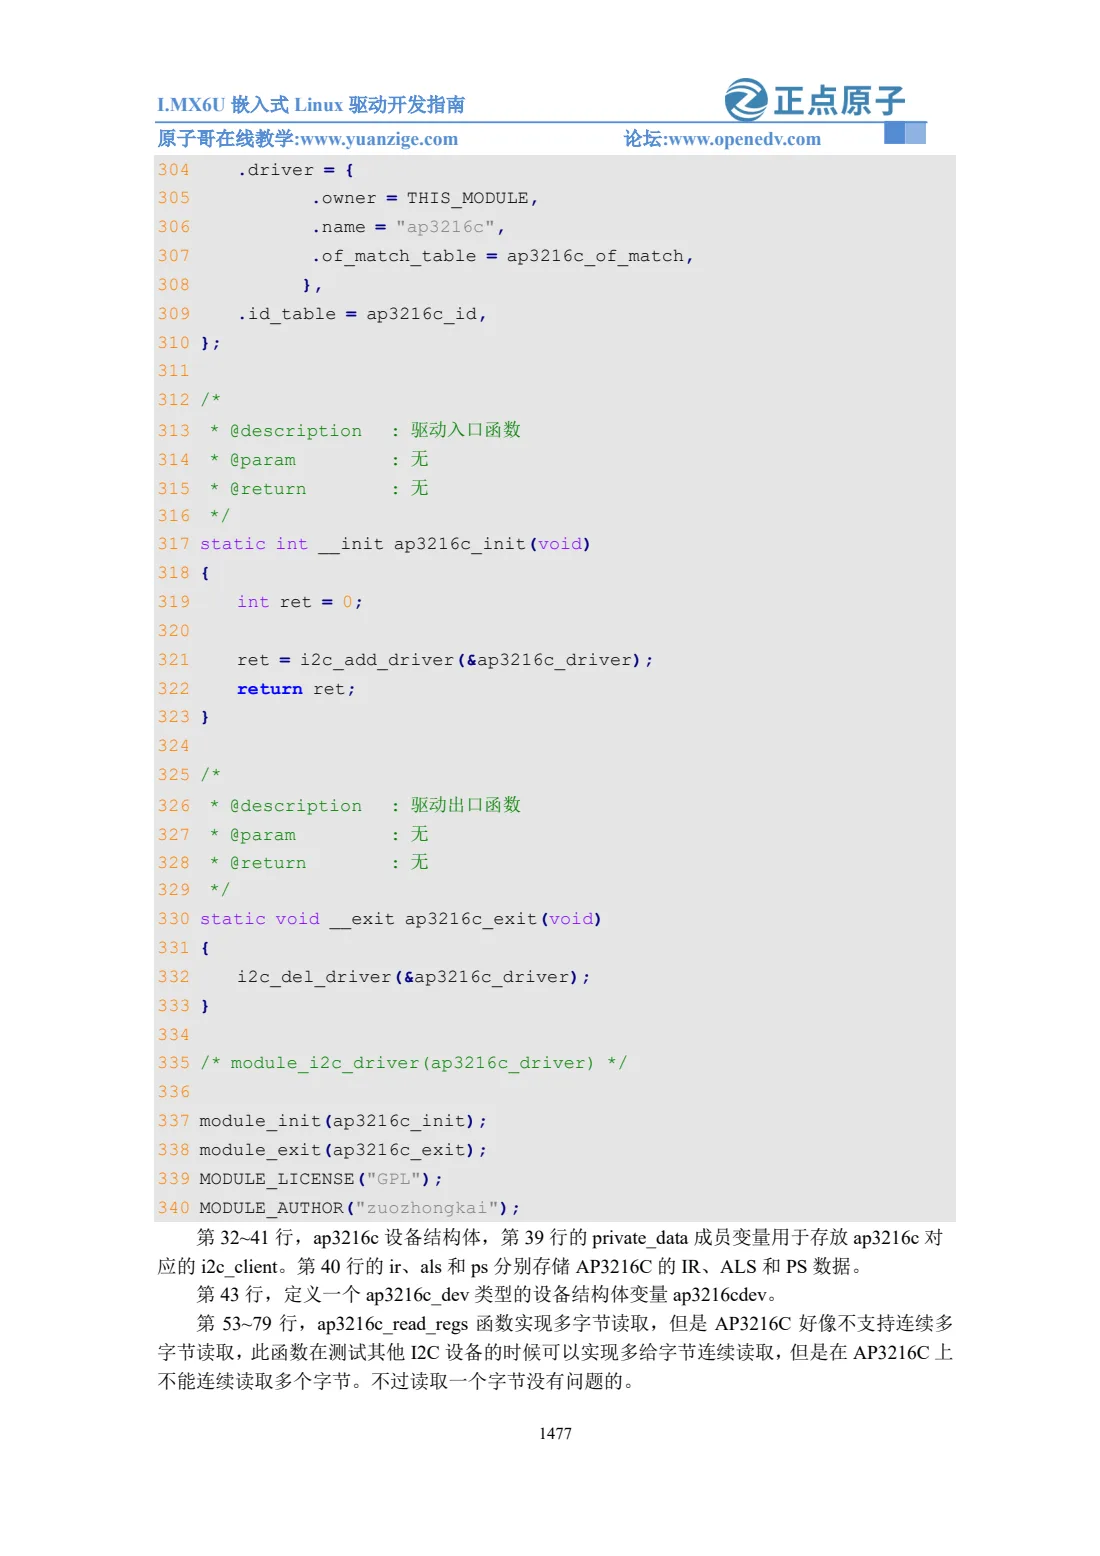 I.MX6U 嵌入式 Linux 驱动开发指南
正点原子
原子哥在线教学:www.yuanzige.com 论坛:www.openedv.com
304 .driver = {
305 .owner = THIS_MODULE,
306 .name = "ap3216c",
307 .of_match_table = ap3216c_of_match,
308 },
309 .id_table = ap3216c_id,
310 };
311
312 /*
313 * @description : 驱动入口函数
314 * @param : 无
315 * @return : 无
316 */
317 static int __init ap3216c_init(void)
318 {
319 int ret = 0;
320
321 ret = i2c_add_driver(&ap3216c_driver);
322 return ret;
323 }
324
325 /*
326 * @description : 驱动出口函数
327 * @param : 无
328 * @return : 无
329 */
330 static void __exit ap3216c_exit(void)
331 {
332 i2c_del_driver(&ap3216c_driver);
333 }
334
335 /* module_i2c_driver(ap3216c_driver) */
336
337 module_init(ap3216c_init);
338 module_exit(ap3216c_exit);
339 MODULE_LICENSE("GPL");
340 MODULE_AUTHOR("zuozhongkai");
第 32~41 行，ap3216c 设备结构体，第 39 行的 private_data 成员变量用于存放 ap3216c 对
应的 i2c_client。第 40 行的 ir、als 和 ps 分别存储 AP3216C 的 IR、ALS 和 PS 数据。
第 43 行，定义一个 ap3216c_dev 类型的设备结构体变量 ap3216cdev。
第 53~79 行，ap3216c_read_regs 函数实现多字节读取，但是 AP3216C 好像不支持连续多
字节读取，此函数在测试其他 I2C 设备的时候可以实现多给字节连续读取，但是在 AP3216C 上
不能连续读取多个字节。不过读取一个字节没有问题的。
1477